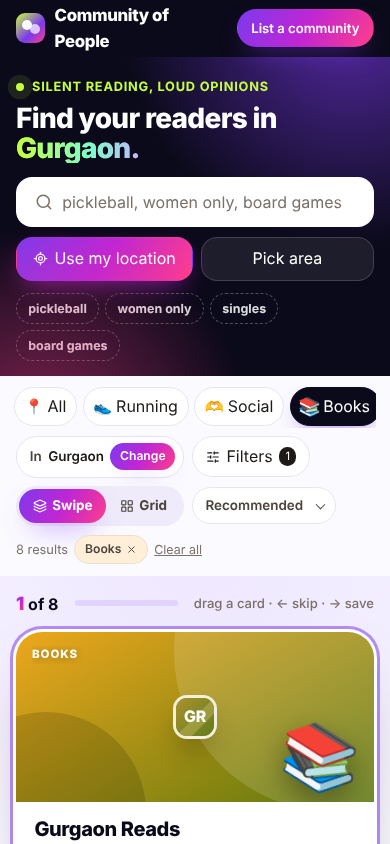 Community of
People
List a community
SILENT READING, LOUD OPINIONS
Find your readers in
Gurgaon.
pickleball, women only, board games
Use my location
Pick area
pickleball
women only
singles
board games
All
Running
Social
Books
In Gurgaon Change
Filters 1
Swipe
Grid
Recommended
8 results
Books ×
Clear all
1 of 8
drag a card · ← skip · → save
BOOKS
GR
Gurgaon Reads